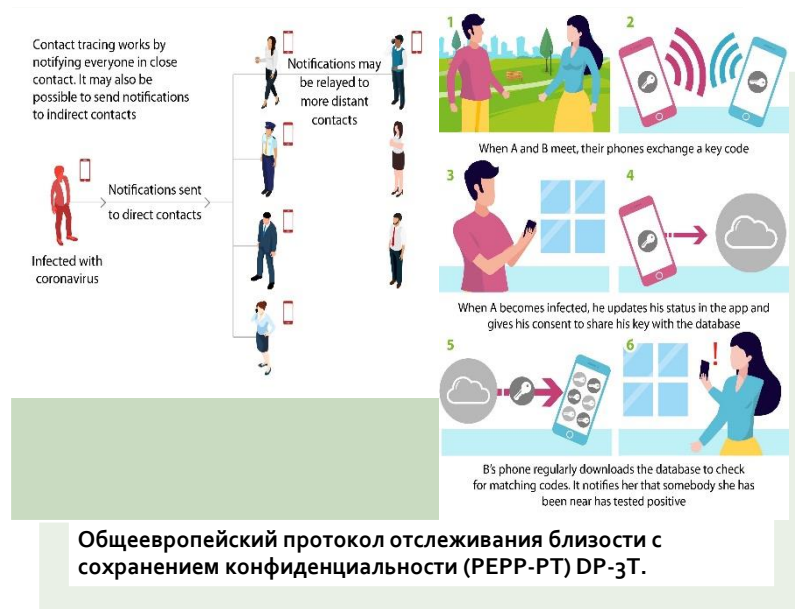 Contact tracing works by
notifying everyone in close
contact. It may also be
possible to send notifications
to indirect contacts
Notifications may
be relayed to
more distant
contacts
Notifications sent
to direct contacts
Infected with
coronavirus
1
2
When A and B meet, their phones exchange a key code
3
4
When A becomes infected, he updates his status in the app and
gives his consent to share his key with the database
5
6
!
B's phone regularly downloads the database to check
for matching codes. It notifies her that somebody she has
been near has tested positive
Общеевропейский протокол отслеживания близости с
сохранением конфиденциальности (PEPP-PT) DP-3T.